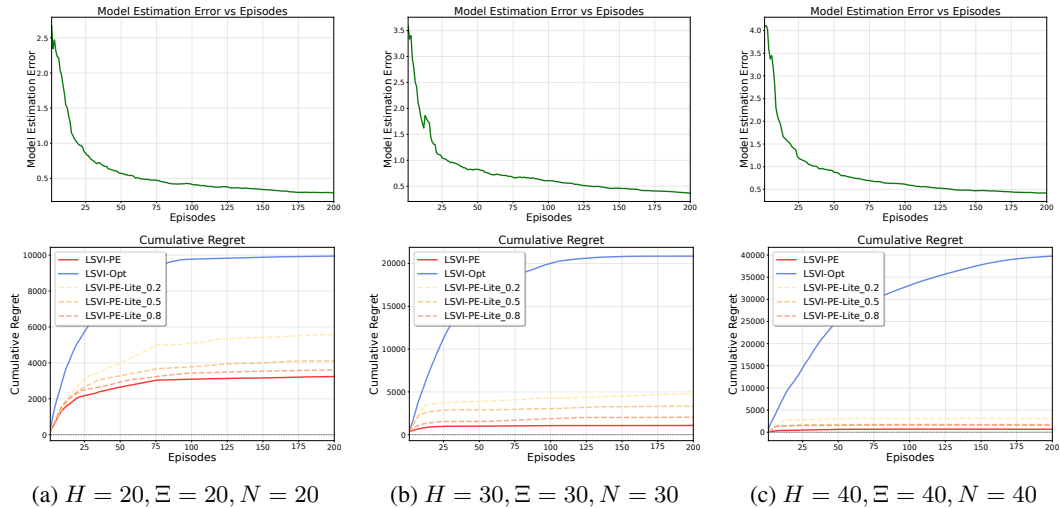 Model Estimation Error vs Episodes
Model Estimation Error
2.5
2.0
1.5
1.0
0.5
25 50 75 100 125 150 175 200
Episodes
Model Estimation Error vs Episodes
Model Estimation Error
3.5
3.0
2.5
2.0
1.5
1.0
0.5
25 50 75 100 125 150 175 200
Episodes
Model Estimation Error vs Episodes
Model Estimation Error
4.0
3.5
3.0
2.5
2.0
1.5
1.0
0.5
25 50 75 100 125 150 175 200
Episodes
Cumulative Regret
Cumulative Regret
10000
8000
6000
4000
2000
0
LSVI-PE
LSVI-Opt
LSVI-PE-Lite_0.2
LSVI-PE-Lite_0.5
LSVI-PE-Lite_0.8
25 50 75 100 125 150 175 200
Episodes
Cumulative Regret
Cumulative Regret
20000
15000
10000
5000
0
LSVI-PE
LSVI-Opt
LSVI-PE-Lite_0.2
LSVI-PE-Lite_0.5
LSVI-PE-Lite_0.8
25 50 75 100 125 150 175 200
Episodes
Cumulative Regret
Cumulative Regret
40000
35000
30000
25000
20000
15000
10000
5000
0
LSVI-PE
LSVI-Opt
LSVI-PE-Lite_0.2
LSVI-PE-Lite_0.5
LSVI-PE-Lite_0.8
25 50 75 100 125 150 175 200
Episodes
(a) H = 20, Ξ = 20, N = 20
(b) H = 30, Ξ = 30, N = 30
(c) H = 40, Ξ = 40, N = 40